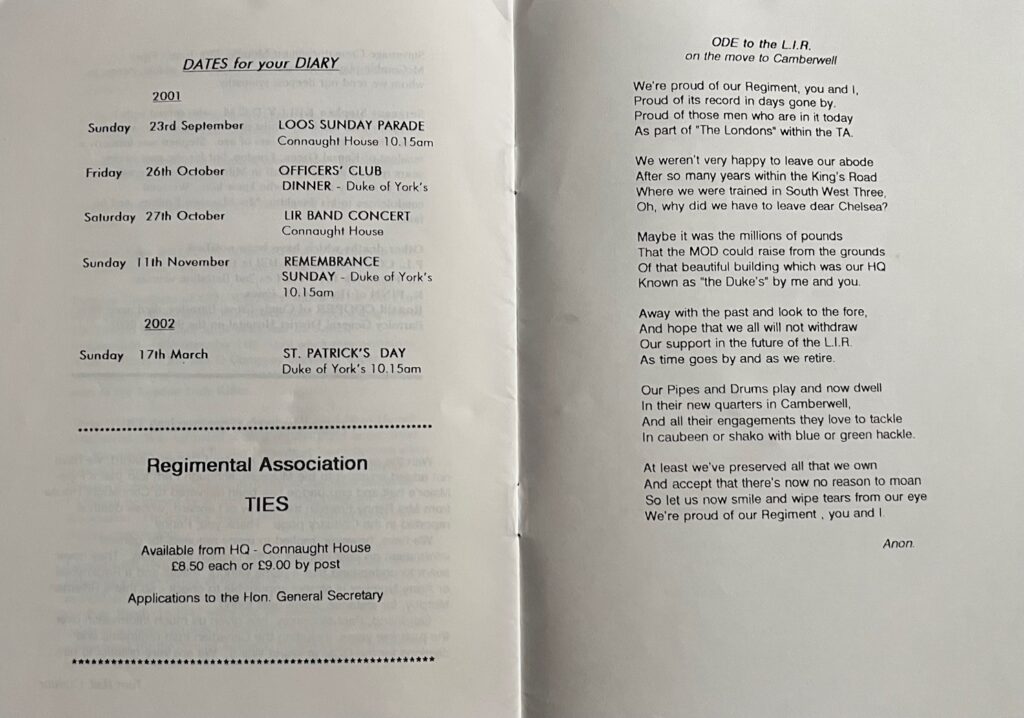 DATES for your DIARY
2001
Sunday 23rd September LOOS SUNDAY PARADE
Connaught House 10.15am
Friday 26th October OFFICERS' CLUB
DINNER - Duke of York's
Saturday 27th October LIR BAND CONCERT
Connaught House
Sunday 11th November REMEMBRANCE
SUNDAY - Duke of York's
10.15am
2002
Sunday 17th March ST. PATRICK'S DAY
Duke of York's 10.15am
Regimental Association
TIES
Available from HQ - Connaught House
£8.50 each or £9.00 by post
Applications to the Hon. General Secretary
ODE to the L.I.R.
on the move to Camberwell
We're proud of our Regiment, you and I,
Proud of its record in days gone by.
Proud of those men who are in it today
As part of "The Londons" within the TA.
We weren't very happy to leave our abode
After so many years within the King's Road
Where we were trained in South West Three,
Oh, why did we have to leave dear Chelsea?
Maybe it was the millions of pounds
That the MOD could raise from the grounds
Of that beautiful building which was our HQ
Known as "the Duke's" by me and you.
Away with the past and look to the fore,
And hope that we all will not withdraw
Our support in the future of the L.I.R.
As time goes by and as we retire.
Our Pipes and Drums play and now dwell
In their new quarters in Camberwell,
And all their engagements they love to tackle
In caubeen or shako with blue or green hackle.
At least we've preserved all that we own
And accept that there's now no reason to moan
So let us now smile and wipe tears from our eye
We're proud of our Regiment , you and I.
Anon.